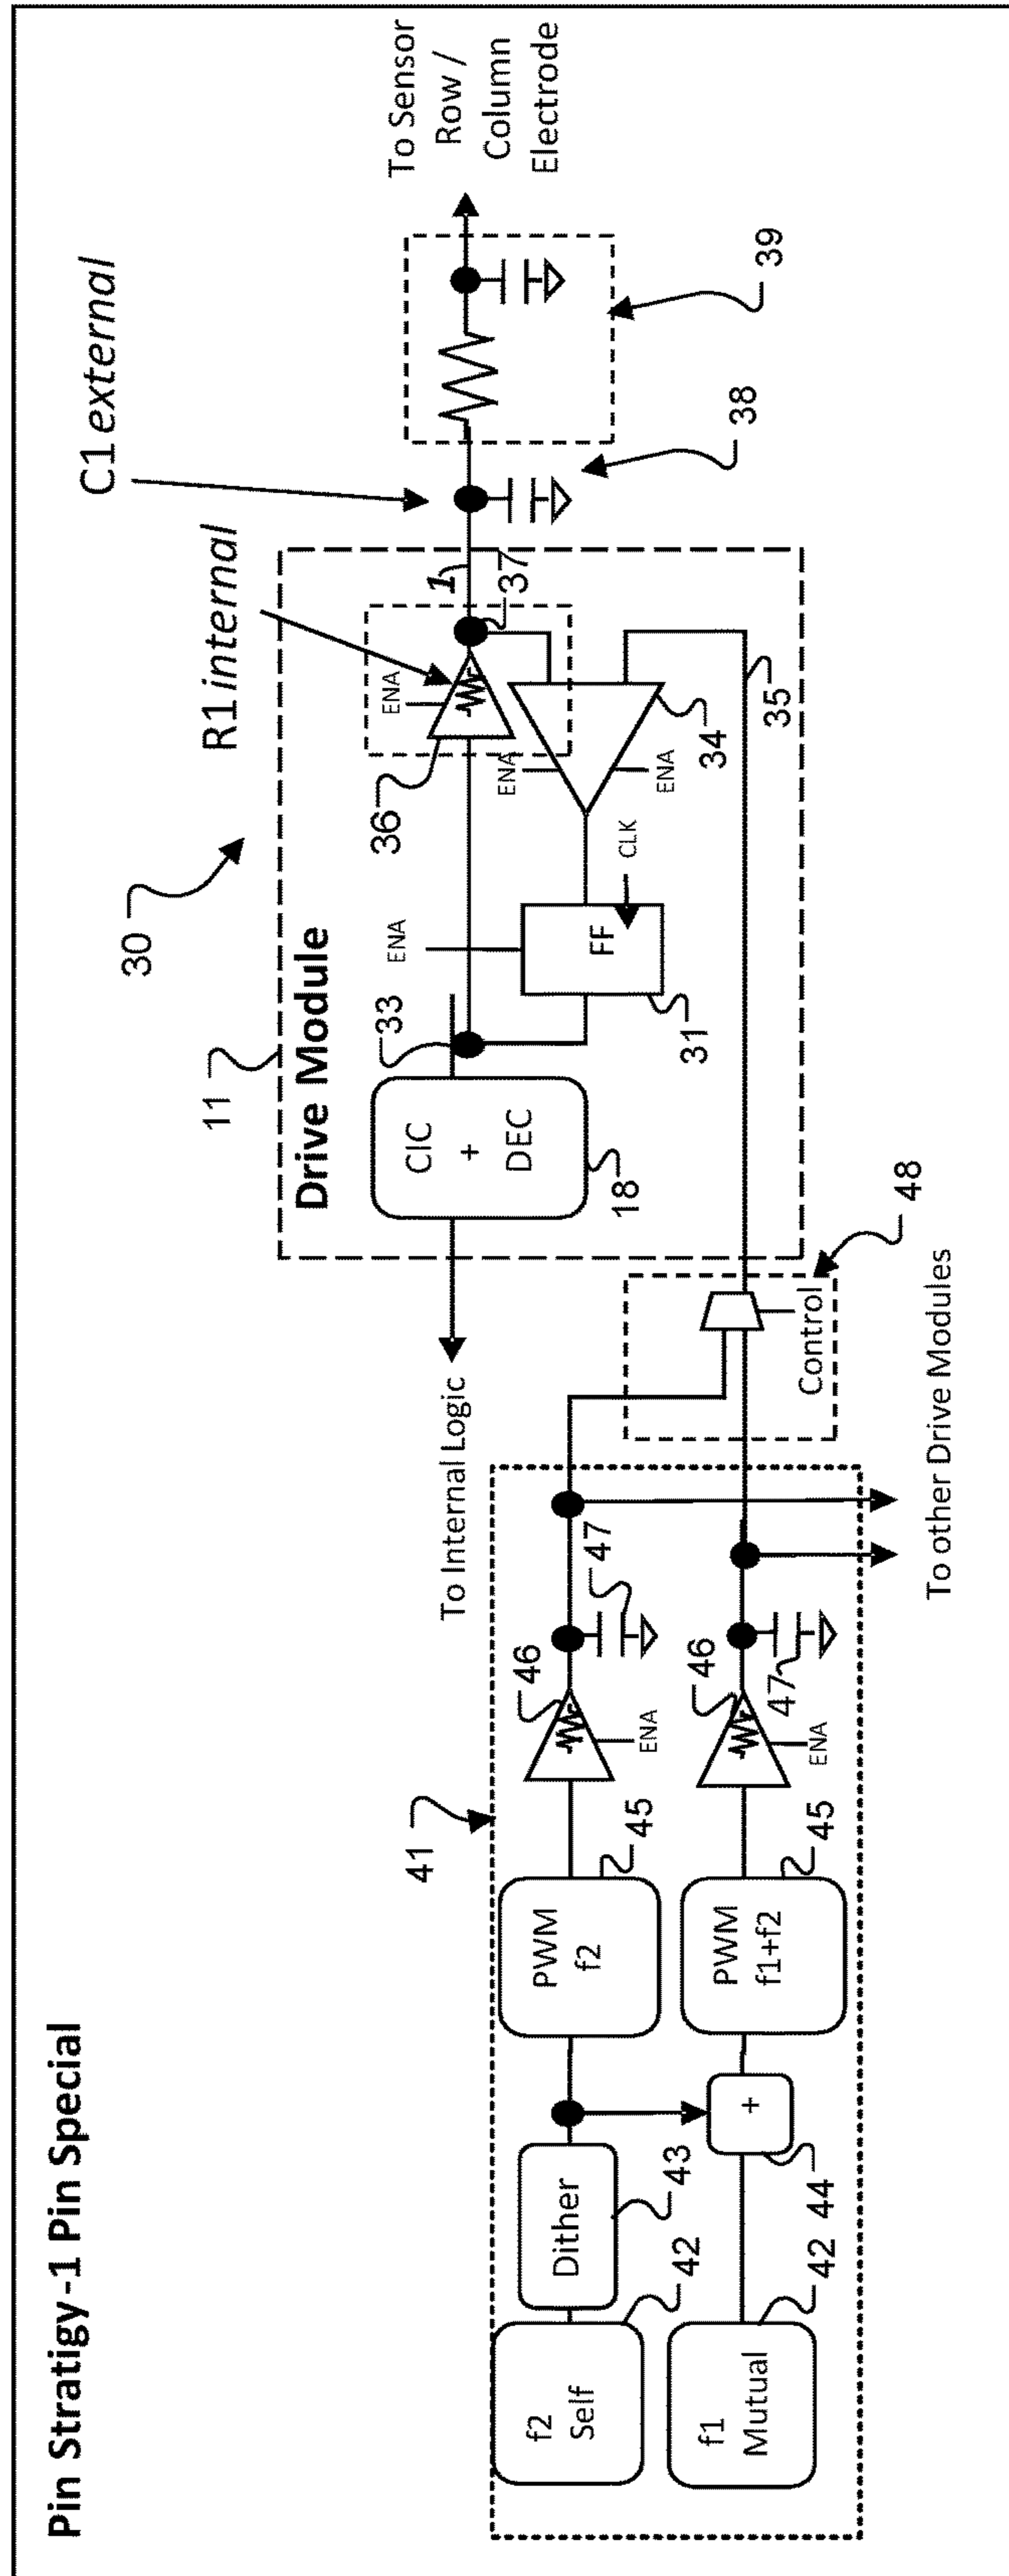 Pin Stratigy-1 Pin Special
41
f2
Self
42
Dither
43
PWM
f2
45
46
ENA
47
f1
Mutual
42
+
44
PWM
f1+f2
45
46
ENA
47
To other Drive Modules
48
Control
To Internal Logic
11
30
Drive Module
CIC
+
DEC
18
33
ENA
FF
CLK
31
36
ENA
ENA
ENA
34
35
37
1
R1 internal
C1 external
38
39
To Sensor
Row /
Column
Electrode